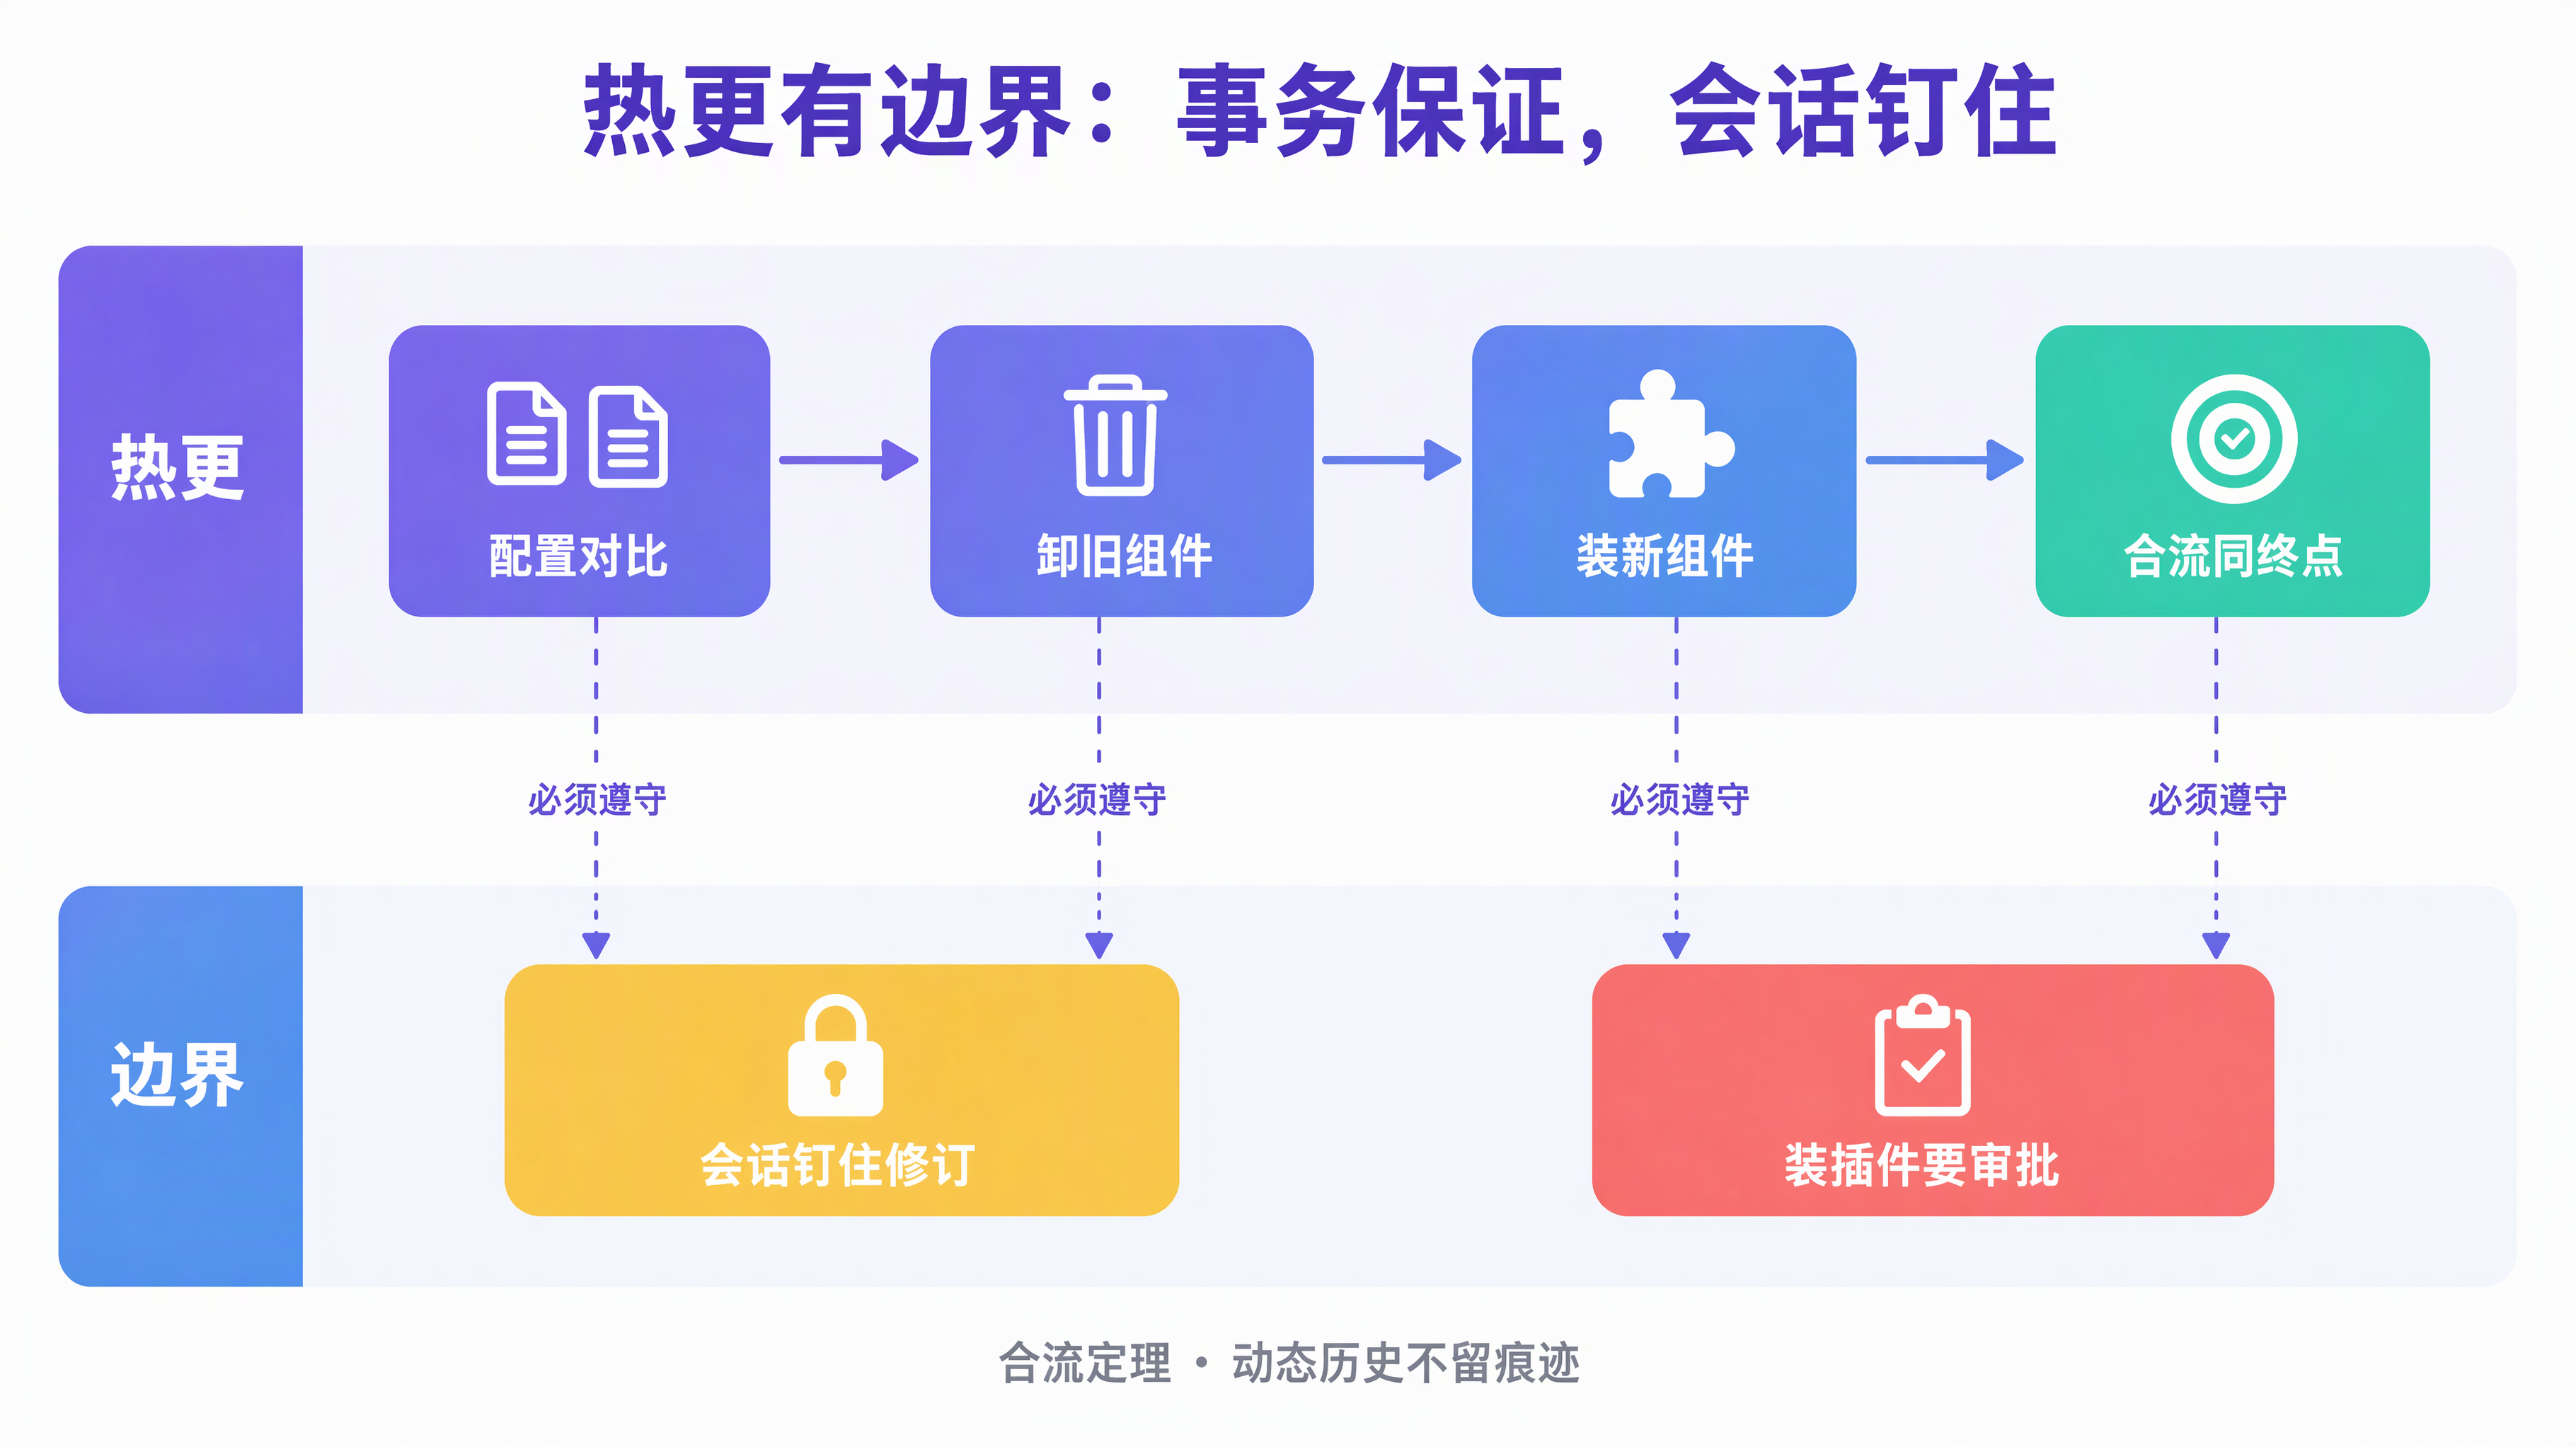 热更有边界：事务保证，会话钉住
热更
配置对比
卸旧组件
装新组件
合流同终点
必须遵守
必须遵守
必须遵守
必须遵守
边界
会话钉住修订
装插件要审批
合流定理 · 动态历史不留痕迹